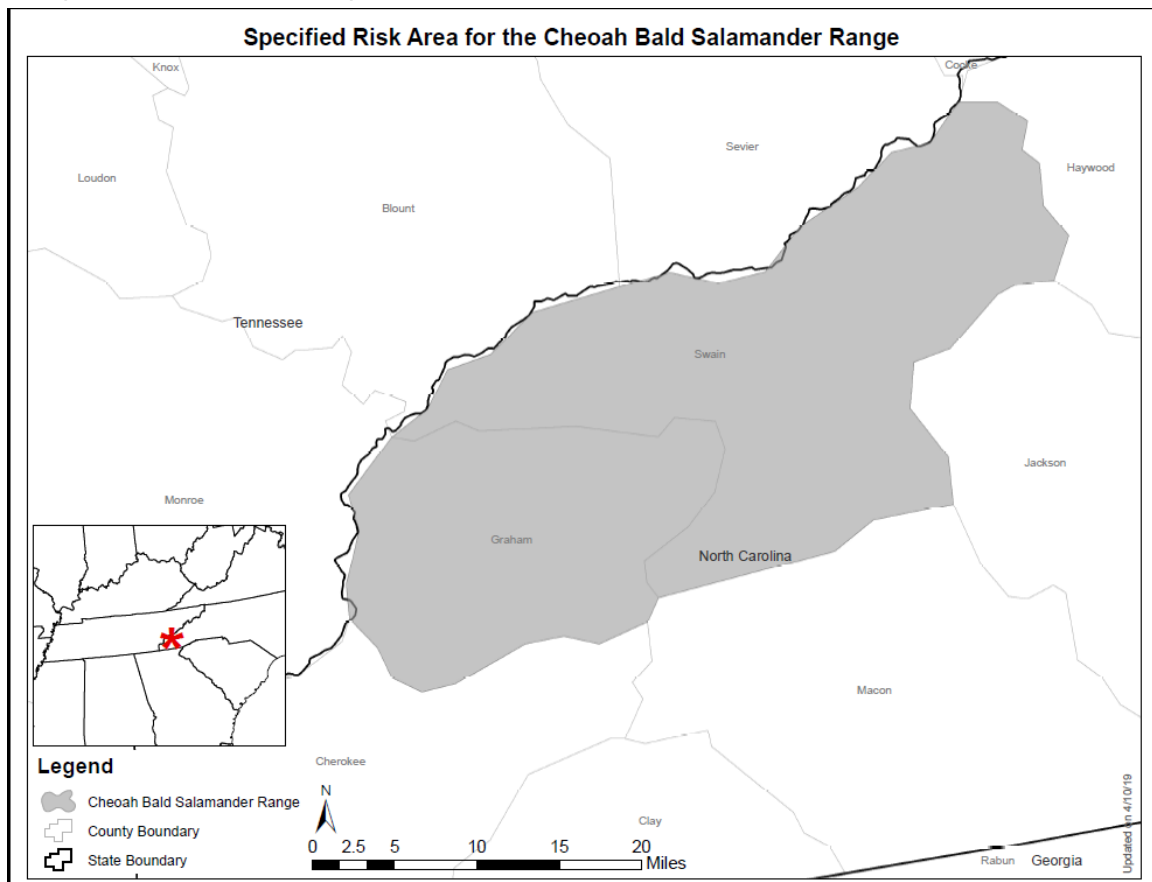 Specified Risk Area for the Cheoah Bald Salamander Range
Knox
Cocke
Sevier
Haywood
Loudon
Blount
Tennessee
Swain
Jackson
Monroe
Graham
North Carolina
Macon
Cherokee
Clay
Rabun
Georgia
Legend
Cheoah Bald Salamander Range
County Boundary
State Boundary
N
0 2.5 5 10 15 20
Miles
Updated on 4/10/19